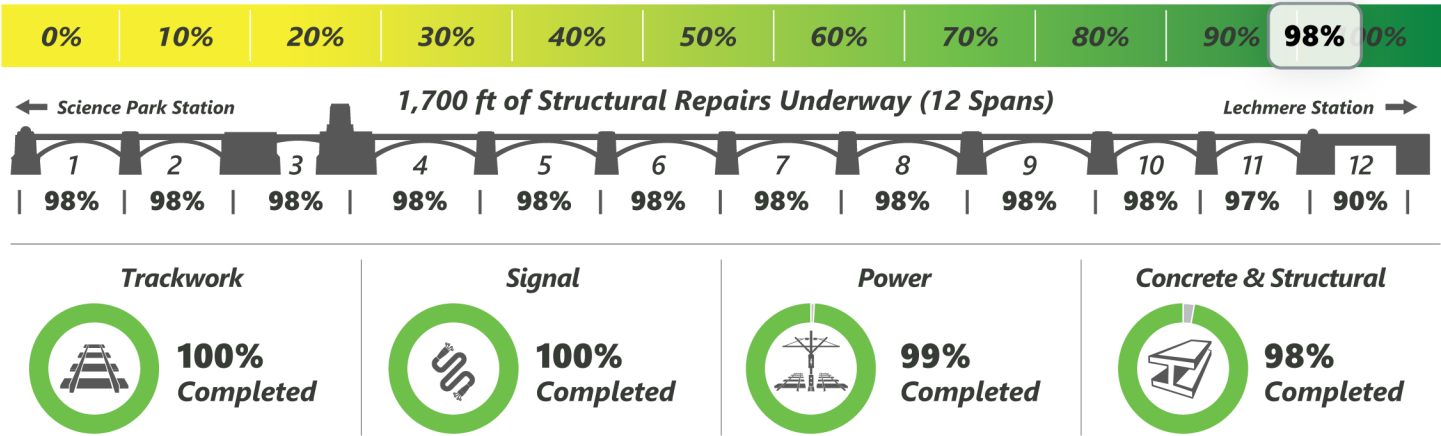 0% 10% 20% 30% 40% 50% 60% 70% 80% 90% 98% 100%
1,700 ft of Structural Repairs Underway (12 Spans)
Science Park Station
Lechmere Station
1 2 3 4 5 6 7 8 9 10 11 12
| 98% | 98% | 98% | 98% | 98% | 98% | 98% | 98% | 98% | 98% | 97% | 90% |
Trackwork
100%
Completed
Signal
100%
Completed
Power
99%
Completed
Concrete & Structural
98%
Completed